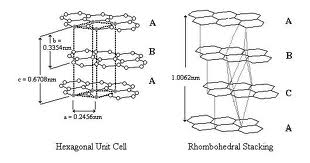 A
b =
0.3354nm
B
c = 0.6708nm
A
a = 0.2456nm
Hexagonal Unit Cell
A
B
1.0062nm
C
A
Rhombohedral Stacking